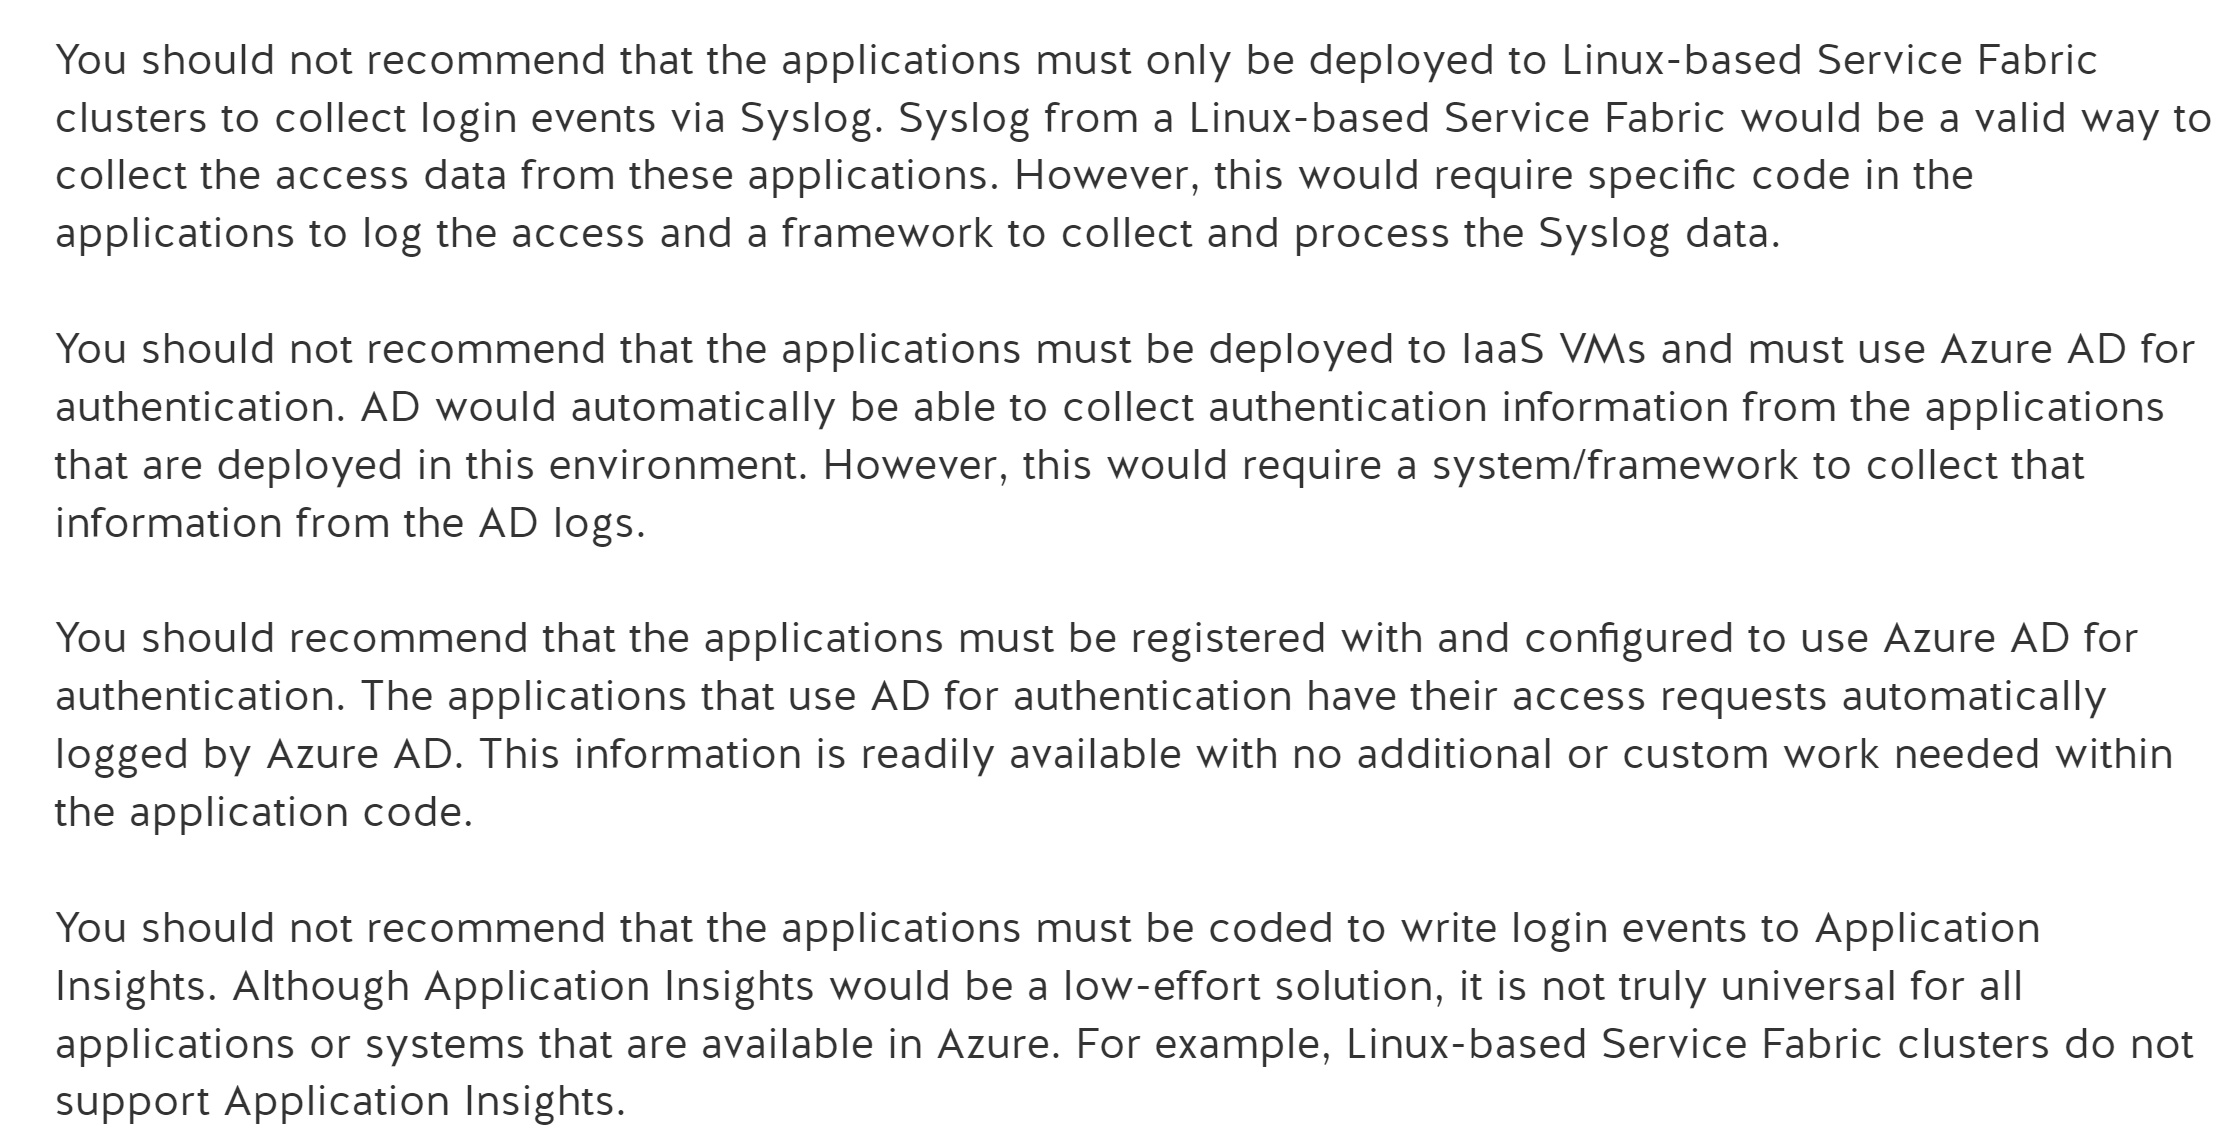 You should not recommend that the applications must only be deployed to Linux-based Service Fabric
clusters to collect login events via Syslog. Syslog from a Linux-based Service Fabric would be a valid way to
collect the access data from these applications. However, this would require specific code in the
applications to log the access and a framework to collect and process the Syslog data.
You should not recommend that the applications must be deployed to IaaS VMs and must use Azure AD for
authentication. AD would automatically be able to collect authentication information from the applications
that are deployed in this environment. However, this would require a system/framework to collect that
information from the AD logs.
You should recommend that the applications must be registered with and configured to use Azure AD for
authentication. The applications that use AD for authentication have their access requests automatically
logged by Azure AD. This information is readily available with no additional or custom work needed within
the application code.
You should not recommend that the applications must be coded to write login events to Application
Insights. Although Application Insights would be a low-effort solution, it is not truly universal for all
applications or systems that are available in Azure. For example, Linux-based Service Fabric clusters do not
support Application Insights.